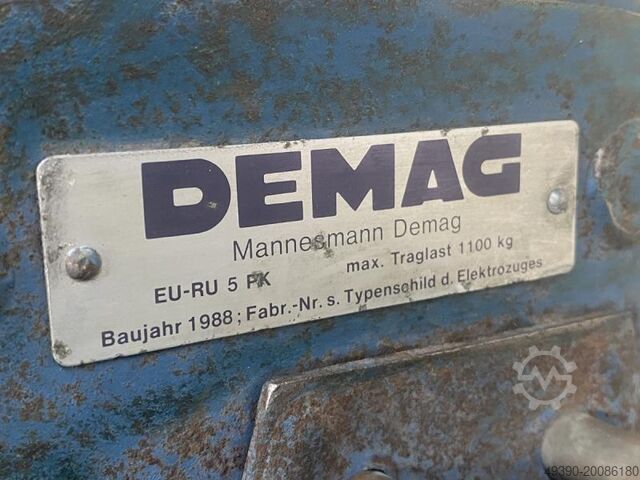 DEMAG
Mannesmann Demag
EU-RU 5 PK max. Traglast 1100 kg
Baujahr 1988; Fabr.-Nr. s. Typenschild d. Elektrozuges
49390-20086180